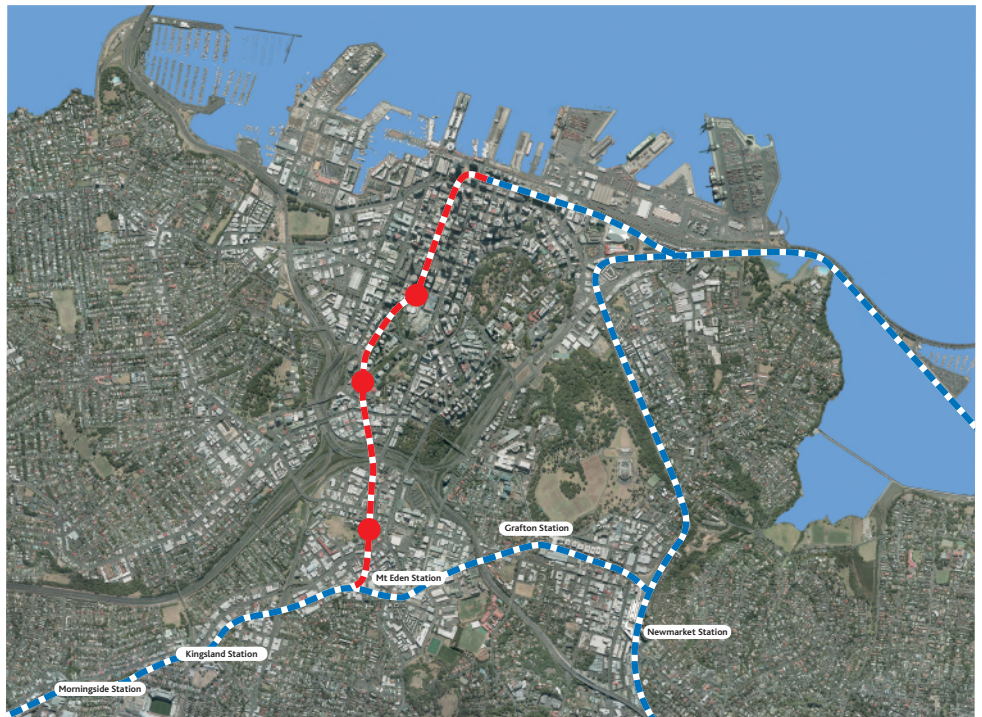 Grafton Station
Mt Eden Station
Newmarket Station
Kingsland Station
Morningside Station